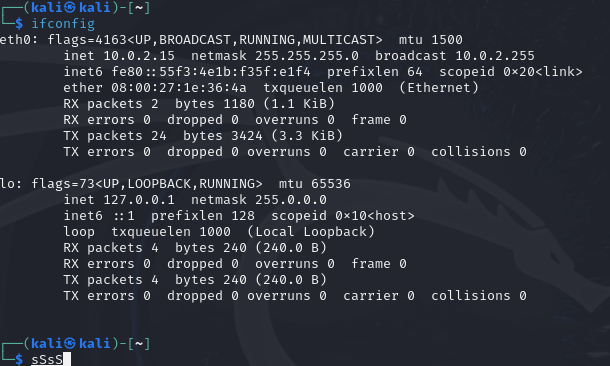 ┌──(kali㉿kali)-[~]
└─$ ifconfig
eth0: flags=4163<UP,BROADCAST,RUNNING,MULTICAST>  mtu 1500
        inet 10.0.2.15  netmask 255.255.255.0  broadcast 10.0.2.255
        inet6 fe80::55f3:4e1b:f35f:e1f4  prefixlen 64  scopeid 0×20<link>
        ether 08:00:27:1e:36:4a  txqueuelen 1000  (Ethernet)
        RX packets 2  bytes 1180 (1.1 KiB)
        RX errors 0  dropped 0  overruns 0  frame 0
        TX packets 24  bytes 3424 (3.3 KiB)
        TX errors 0  dropped 0 overruns 0  carrier 0  collisions 0

lo: flags=73<UP,LOOPBACK,RUNNING>  mtu 65536
        inet 127.0.0.1  netmask 255.0.0.0
        inet6 ::1  prefixlen 128  scopeid 0×10<host>
        loop  txqueuelen 1000  (Local Loopback)
        RX packets 4  bytes 240 (240.0 B)
        RX errors 0  dropped 0  overruns 0  frame 0
        TX packets 4  bytes 240 (240.0 B)
        TX errors 0  dropped 0 overruns 0  carrier 0  collisions 0

┌──(kali㉿kali)-[~]
└─$ sSsS